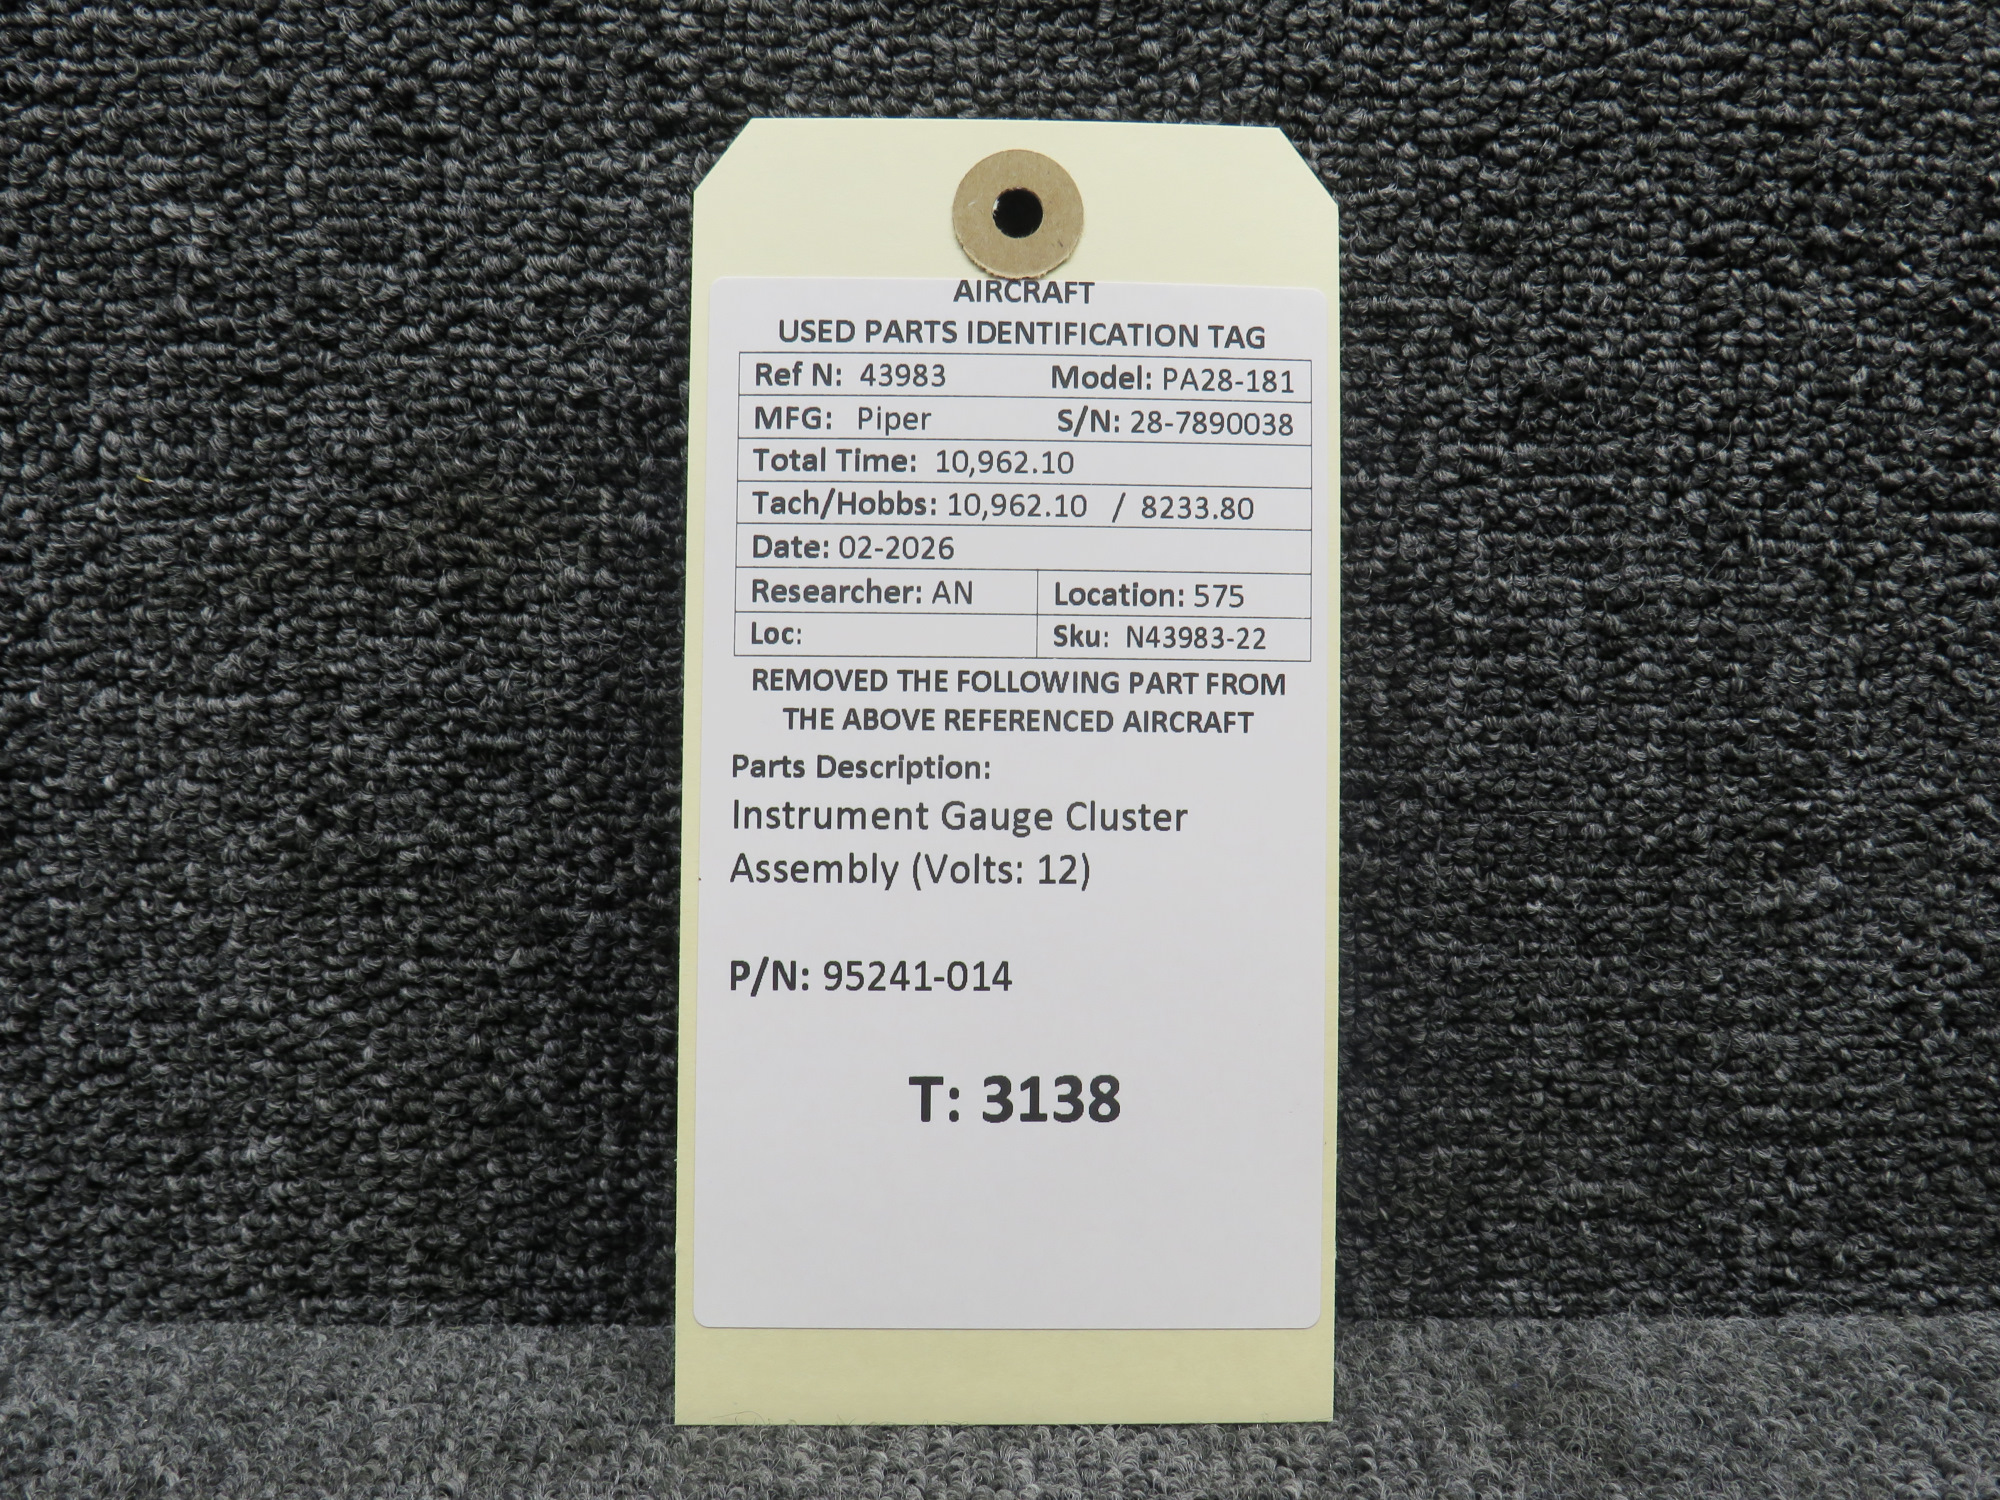 AIRCRAFT
USED PARTS IDENTIFICATION TAG
Ref N: 43983 Model: PA28-181
MFG: Piper S/N: 28-7890038
Total Time: 10,962.10
Tach/Hobbs: 10,962.10 / 8233.80
Date: 02-2026
Researcher: AN Location: 575
Loc: Sku: N43983-22
REMOVED THE FOLLOWING PART FROM
THE ABOVE REFERENCED AIRCRAFT
Parts Description:
Instrument Gauge Cluster
Assembly (Volts: 12)
P/N: 95241-014
T: 3138